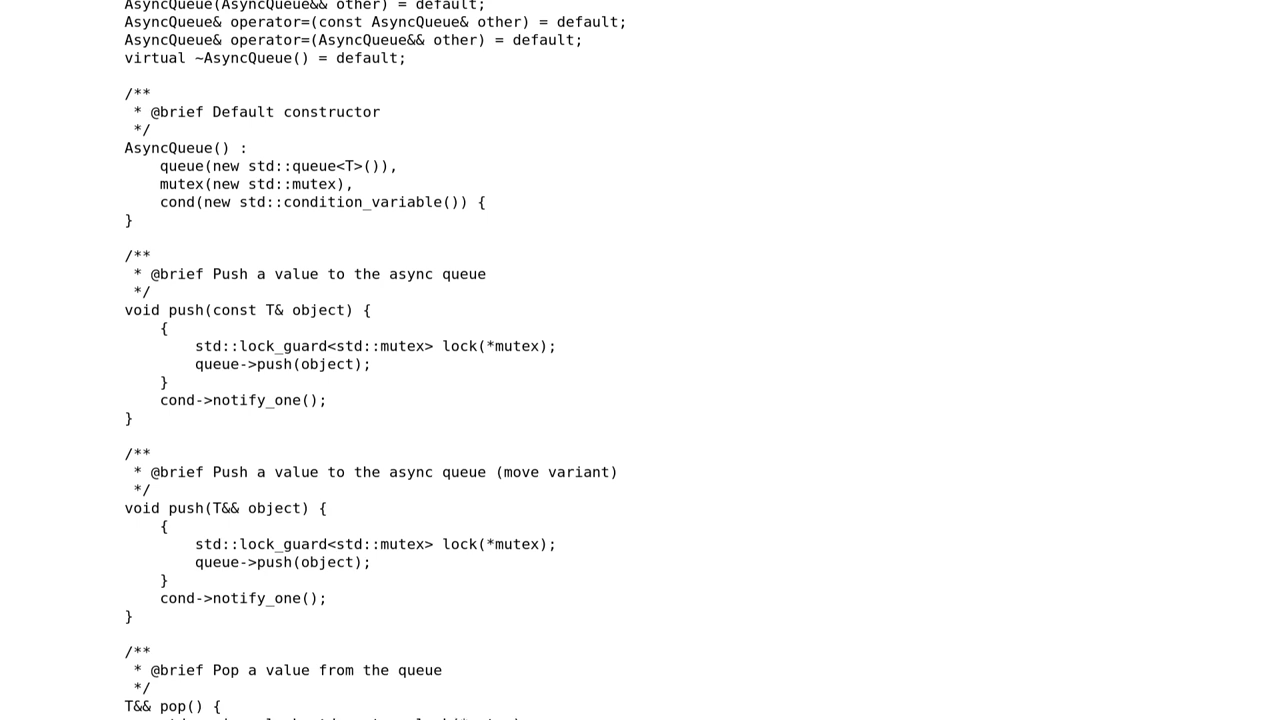 AsyncQueue(AsyncQueue&& other) = default;
AsyncQueue& operator=(const AsyncQueue& other) = default;
AsyncQueue& operator=(AsyncQueue&& other) = default;
virtual ~AsyncQueue() = default;

/**
 * @brief Default constructor
 */
AsyncQueue() :
    queue(new std::queue<T>()),
    mutex(new std::mutex),
    cond(new std::condition_variable()) {
}

/**
 * @brief Push a value to the async queue
 */
void push(const T& object) {
    {
        std::lock_guard<std::mutex> lock(*mutex);
        queue->push(object);
    }
    cond->notify_one();
}

/**
 * @brief Push a value to the async queue (move variant)
 */
void push(T&& object) {
    {
        std::lock_guard<std::mutex> lock(*mutex);
        queue->push(object);
    }
    cond->notify_one();
}

/**
 * @brief Pop a value from the queue
 */
T&& pop() {